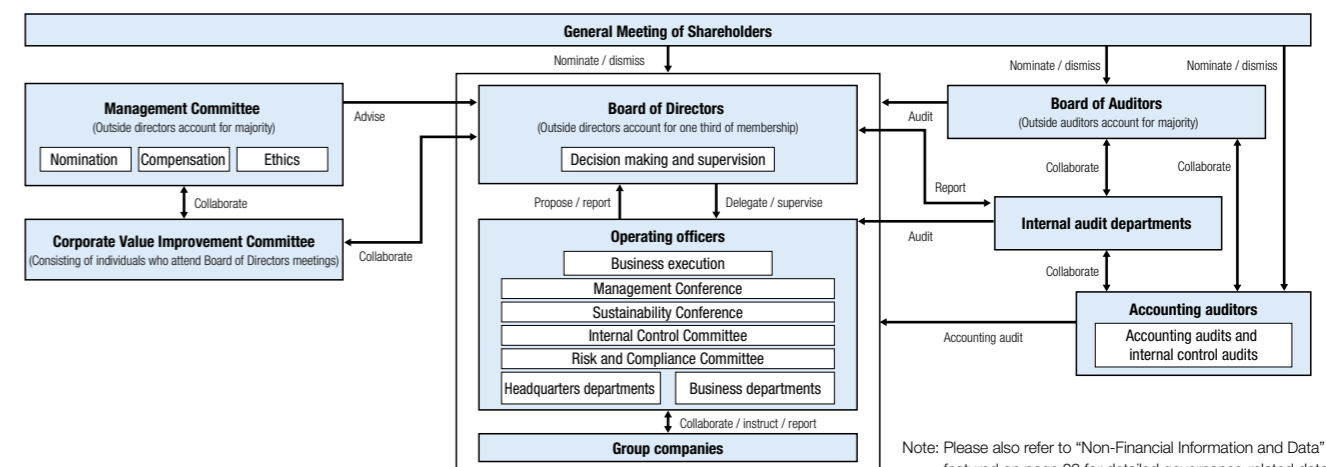 General Meeting of Shareholders
Nominate / dismiss
Nominate / dismiss
Nominate / dismiss
Management Committee
(Outside directors account for majority)
Nomination
Compensation
Ethics
Advise
Board of Directors
(Outside directors account for one third of membership)
Decision making and supervision
Audit
Board of Auditors
(Outside auditors account for majority)
Collaborate
Collaborate
Collaborate
Propose / report
Delegate / supervise
Report
Corporate Value Improvement Committee
(Consisting of individuals who attend Board of Directors meetings)
Collaborate
Operating officers
Business execution
Management Conference
Sustainability Conference
Internal Control Committee
Risk and Compliance Committee
Headquarters departments
Business departments
Audit
Internal audit departments
Collaborate
Accounting audit
Accounting auditors
Accounting audits and
internal control audits
Collaborate / instruct / report
Group companies
Note: Please also refer to “Non-Financial Information and Data”